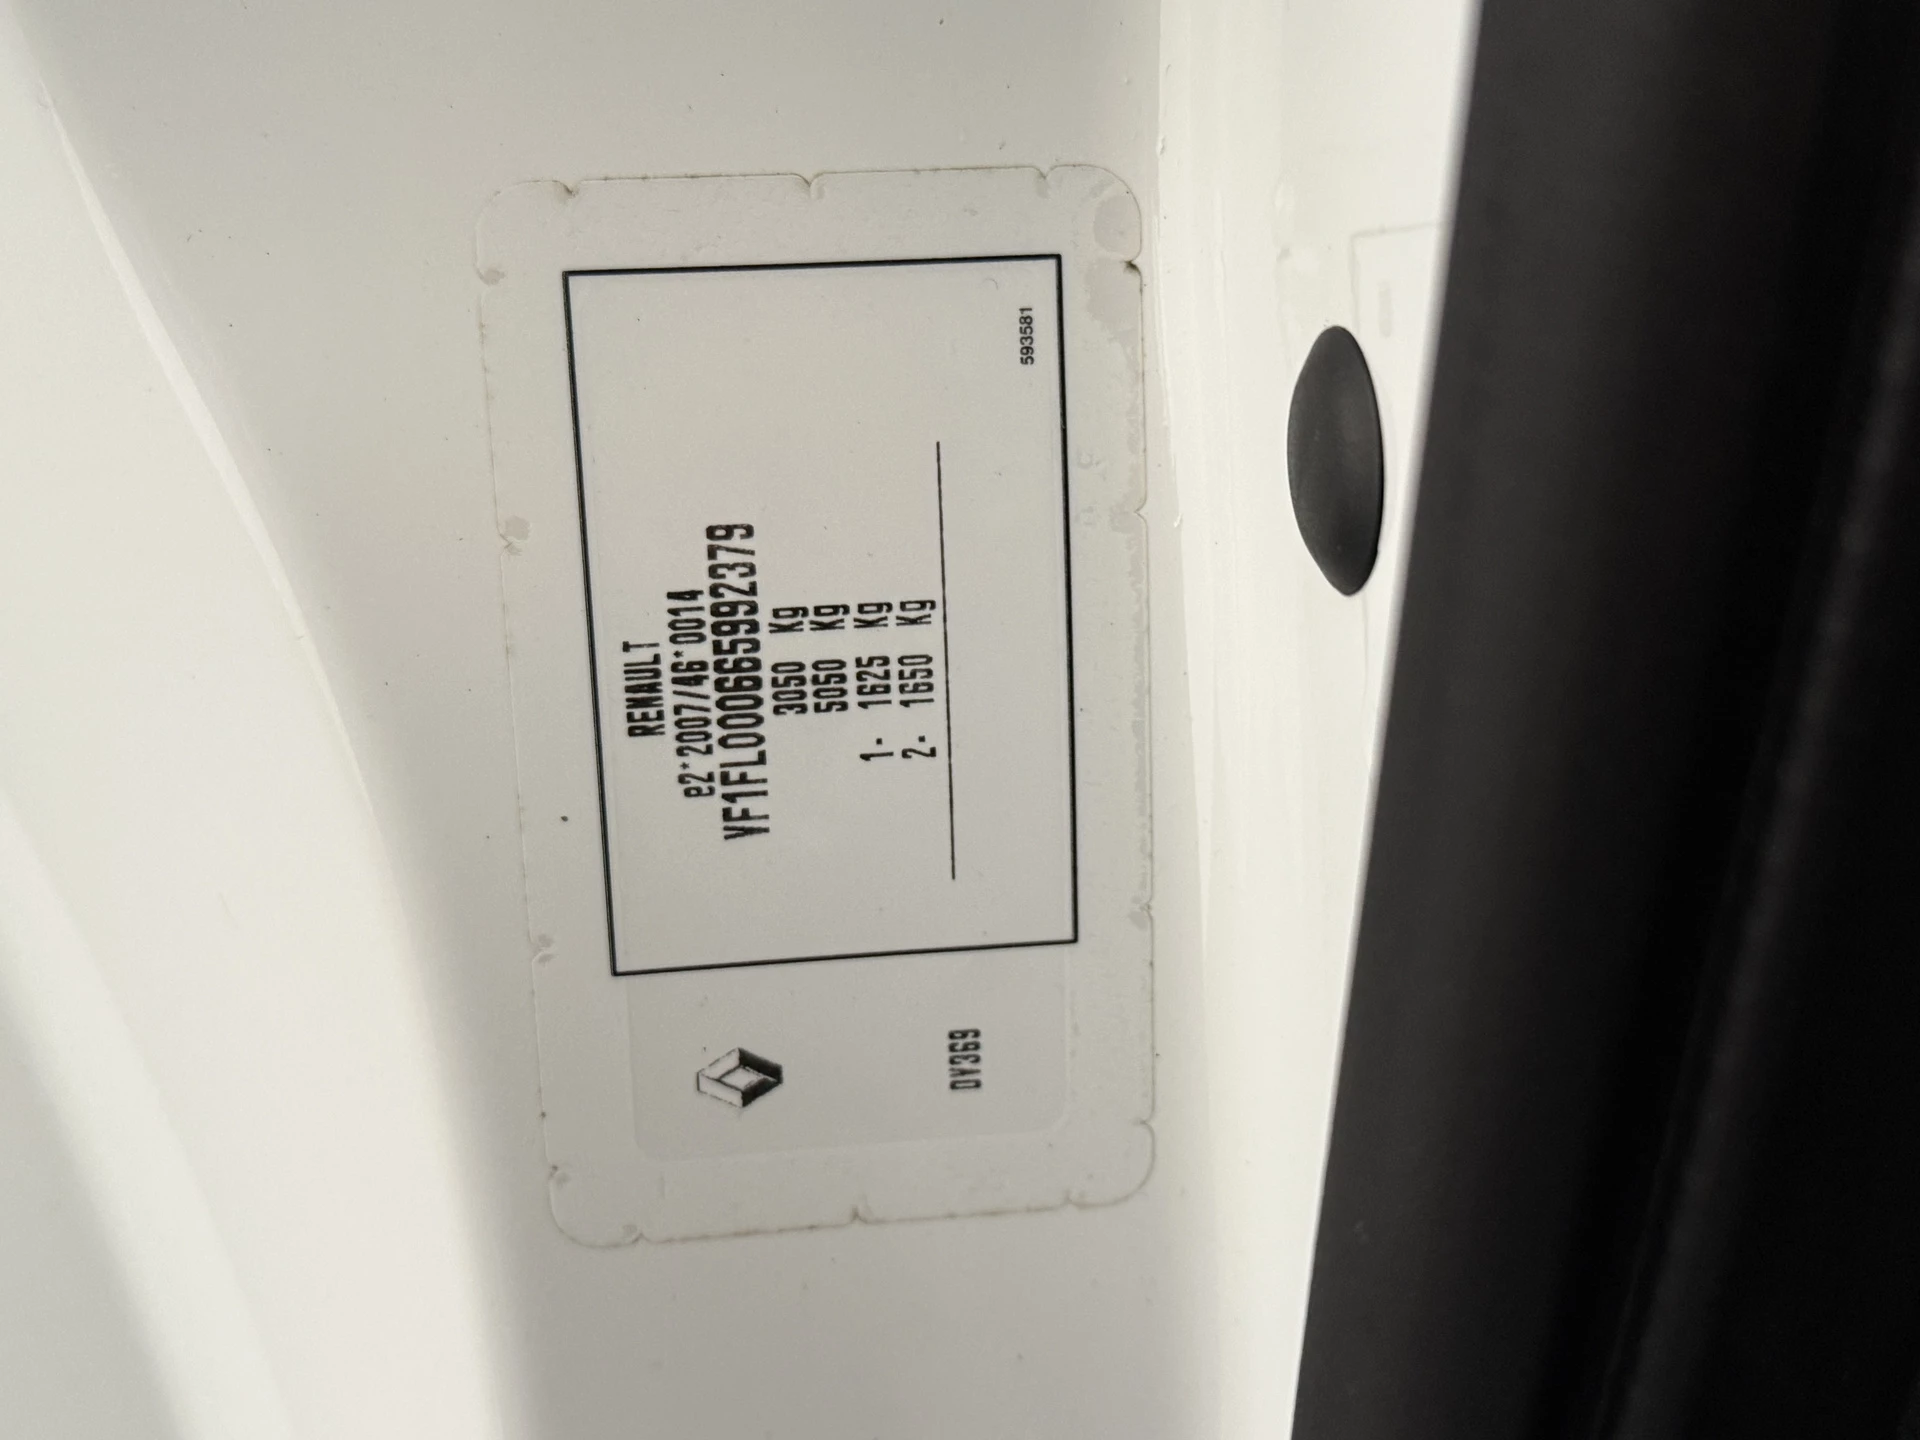 RENAULT
e2*2007/46*0014
VF1FL000665992379
3050 Kg
5050 Kg
1- 1625 Kg
2- 1650 Kg
593581
DV369